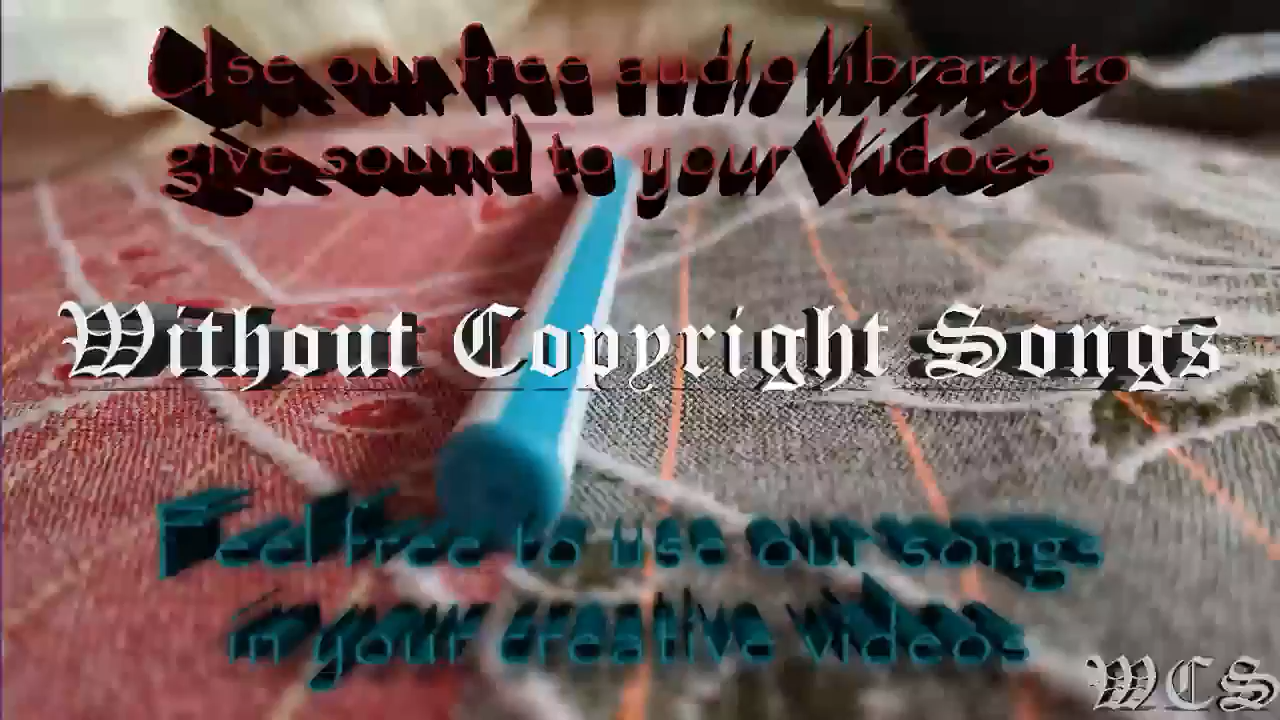 Use our free audio library to
give sound to your Vidoes
Without Copyright Songs
Feel free to use our songs
in your creative videos
WCS